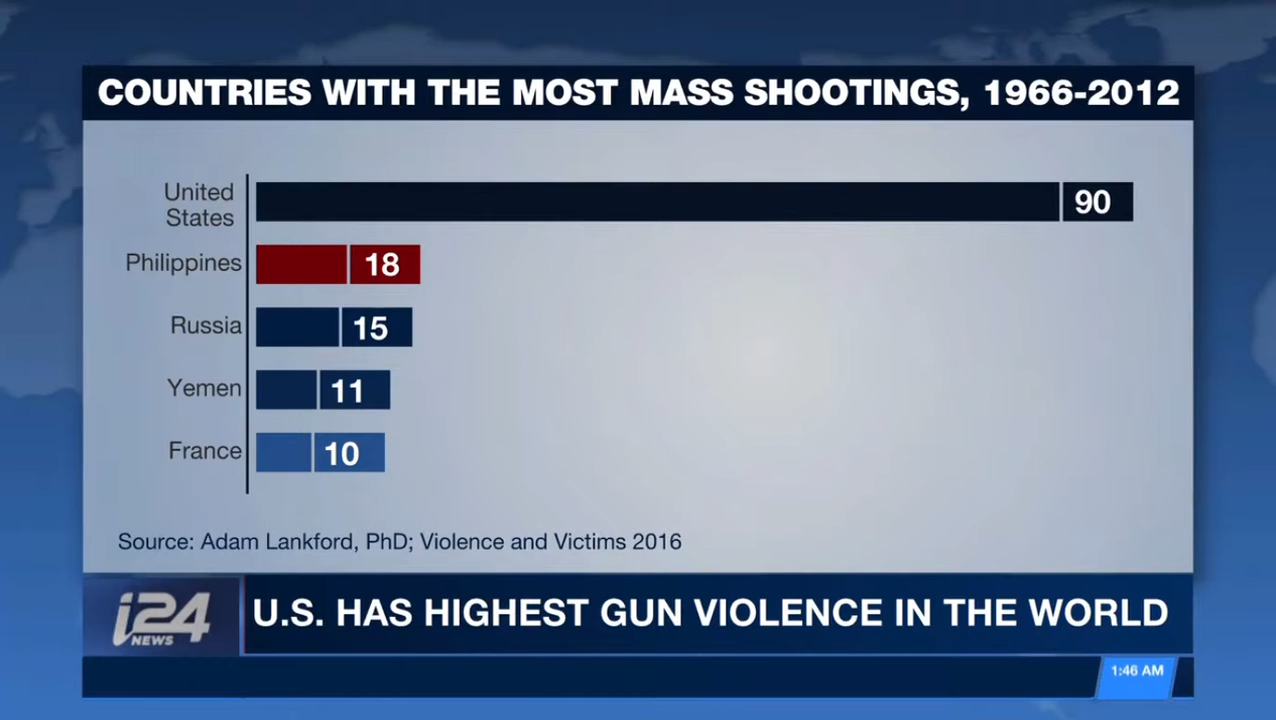 COUNTRIES WITH THE MOST MASS SHOOTINGS, 1966-2012
United
States
90
Philippines
18
Russia
15
Yemen
11
France
10
Source: Adam Lankford, PhD; Violence and Victims 2016
i24
NEWS
U.S. HAS HIGHEST GUN VIOLENCE IN THE WORLD
1:46 AM